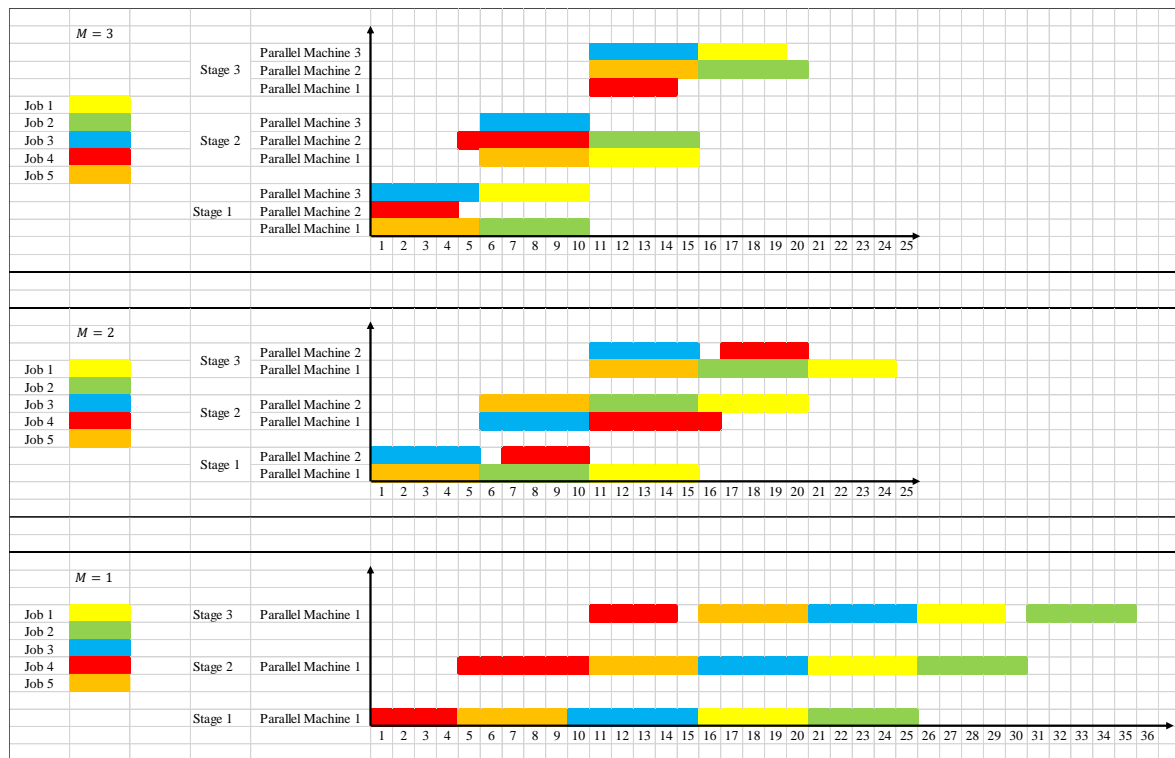 M = 3
Parallel Machine 3
Stage 3 Parallel Machine 2
Parallel Machine 1
Job 1
Job 2 Parallel Machine 3
Job 3 Stage 2 Parallel Machine 2
Job 4 Parallel Machine 1
Job 5
Parallel Machine 3
Stage 1 Parallel Machine 2
Parallel Machine 1
1 2 3 4 5 6 7 8 9 10 11 12 13 14 15 16 17 18 19 20 21 22 23 24 25
M = 2
Stage 3 Parallel Machine 2
Job 1 Parallel Machine 1
Job 2
Job 3 Stage 2 Parallel Machine 2
Job 4 Parallel Machine 1
Job 5
Stage 1 Parallel Machine 2
Parallel Machine 1
1 2 3 4 5 6 7 8 9 10 11 12 13 14 15 16 17 18 19 20 21 22 23 24 25
M = 1
Job 1 Stage 3 Parallel Machine 1
Job 2
Job 3
Job 4 Stage 2 Parallel Machine 1
Job 5
Stage 1 Parallel Machine 1
1 2 3 4 5 6 7 8 9 10 11 12 13 14 15 16 17 18 19 20 21 22 23 24 25 26 27 28 29 30 31 32 33 34 35 36